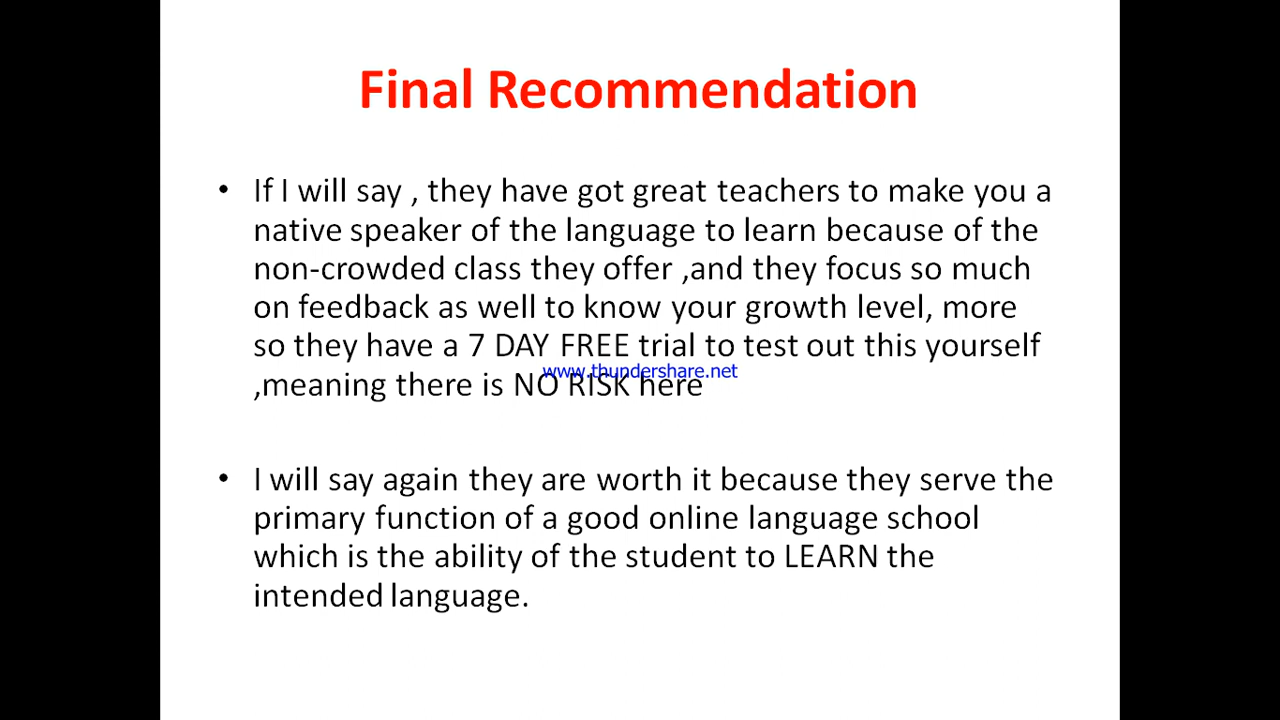 Final Recommendation
• If I will say , they have got great teachers to make you a
native speaker of the language to learn because of the
non-crowded class they offer ,and they focus so much
on feedback as well to know your growth level, more
so they have a 7 DAY FREE trial to test out this yourself
www.thundershare.net
,meaning there is NO RISK here
• I will say again they are worth it because they serve the
primary function of a good online language school
which is the ability of the student to LEARN the
intended language.